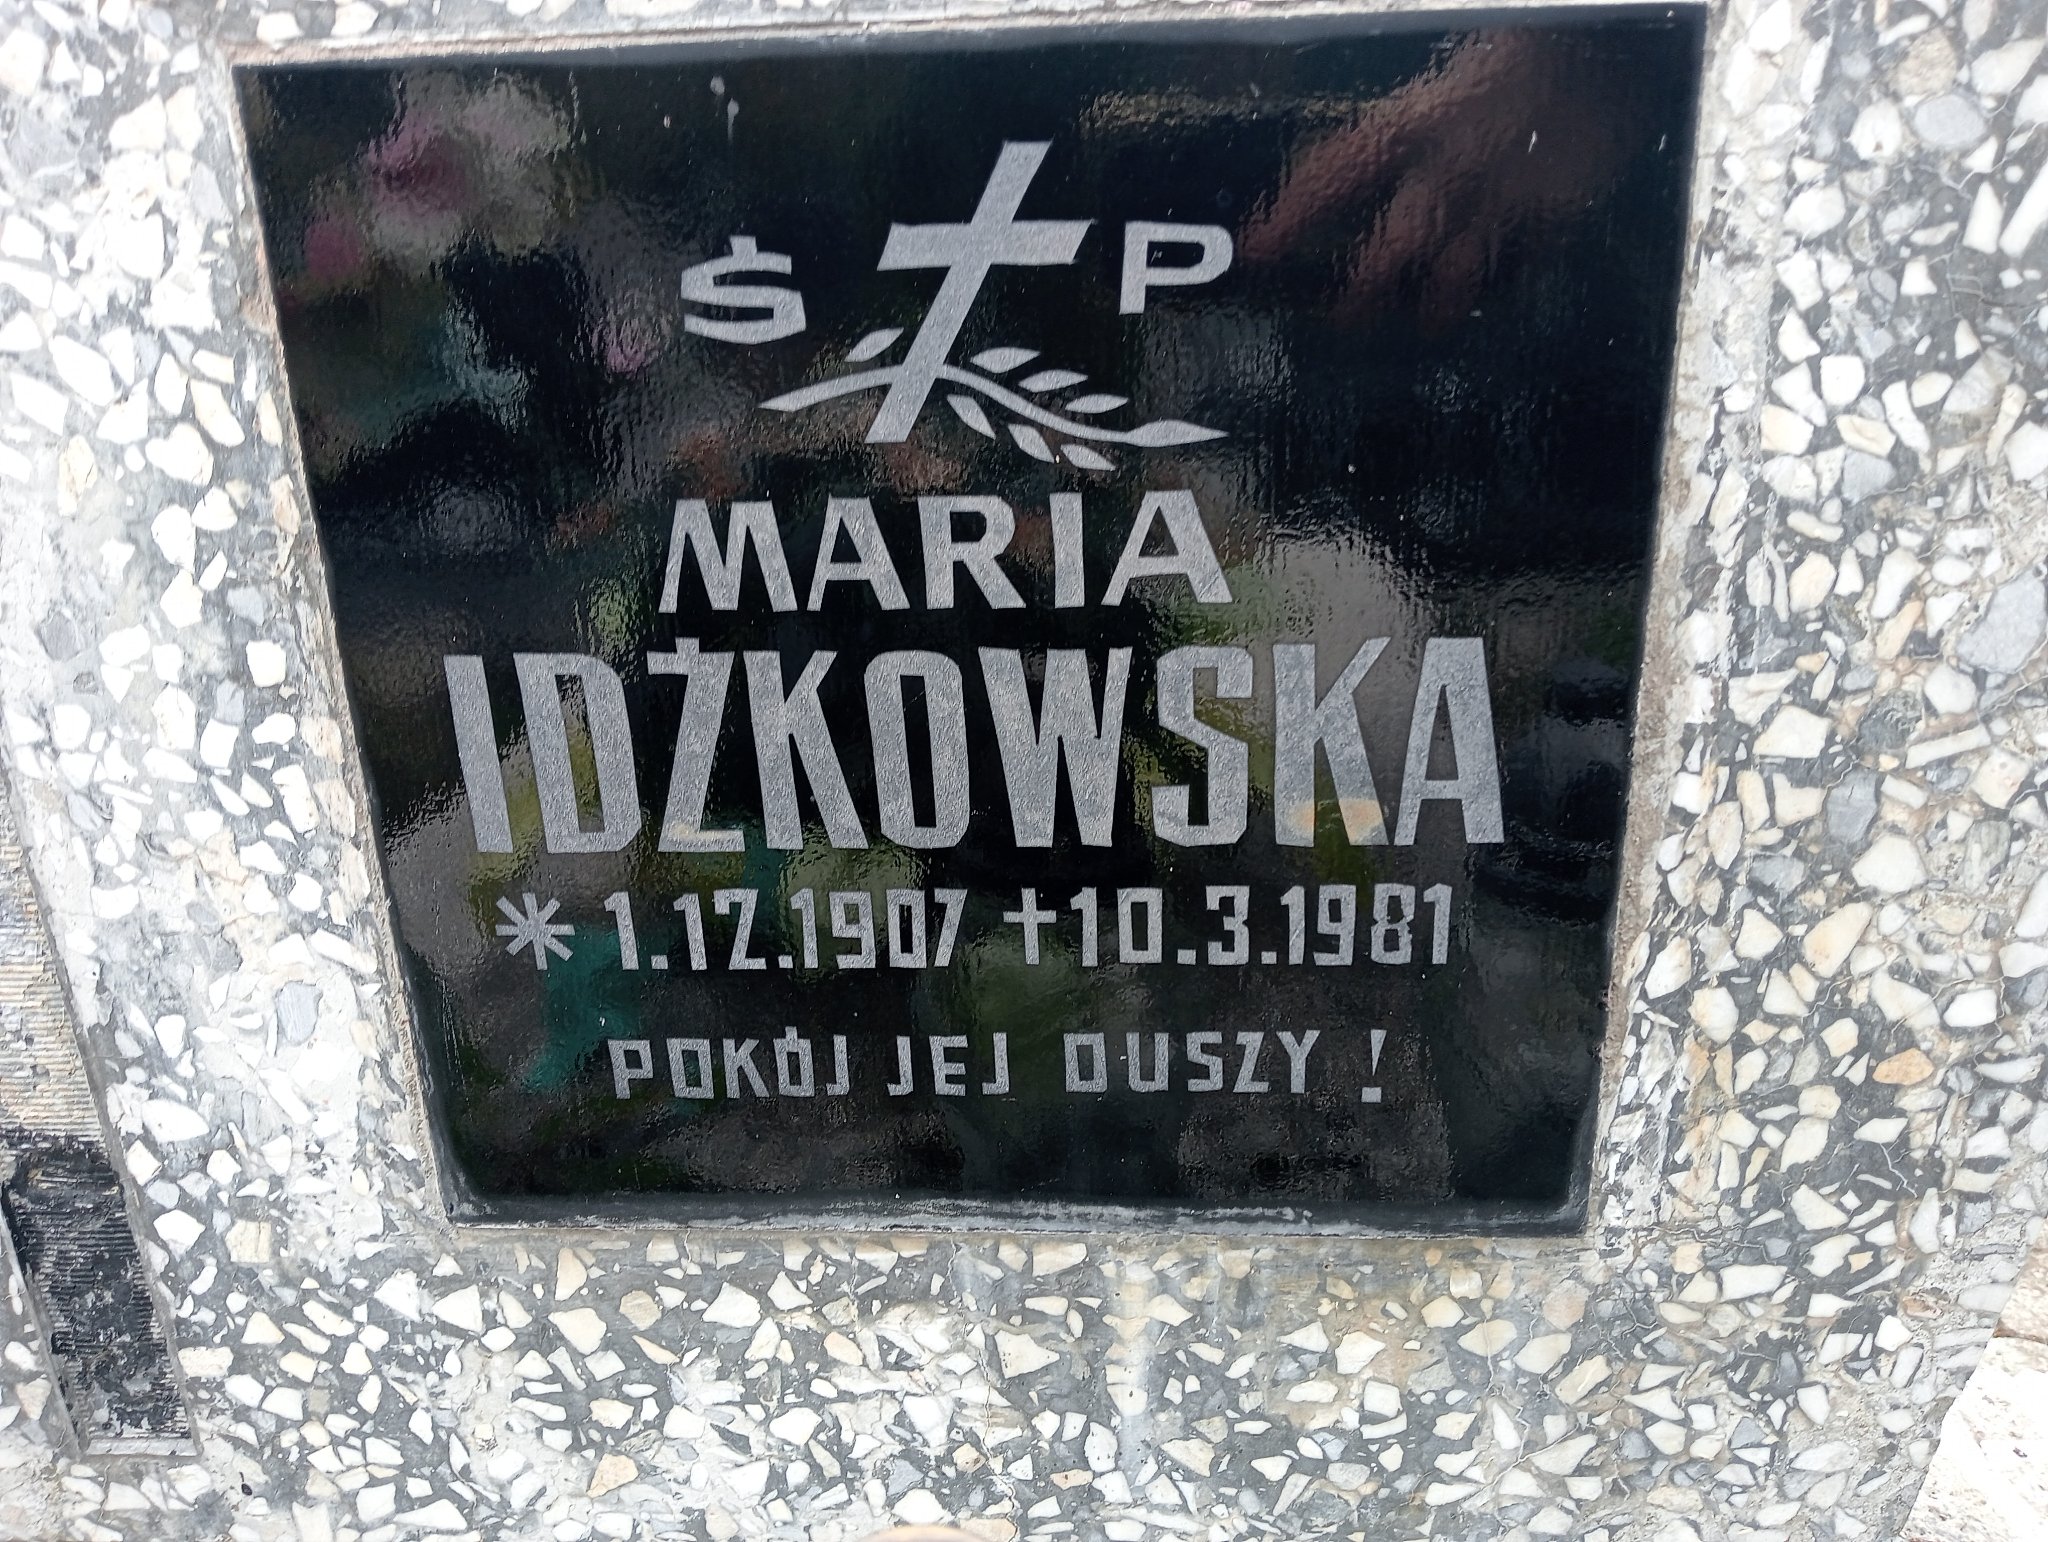 Ś P
MARIA
IDŻKOWSKA
* 1.12.1907 †10.3.1981
POKÓJ JEJ DUSZY !